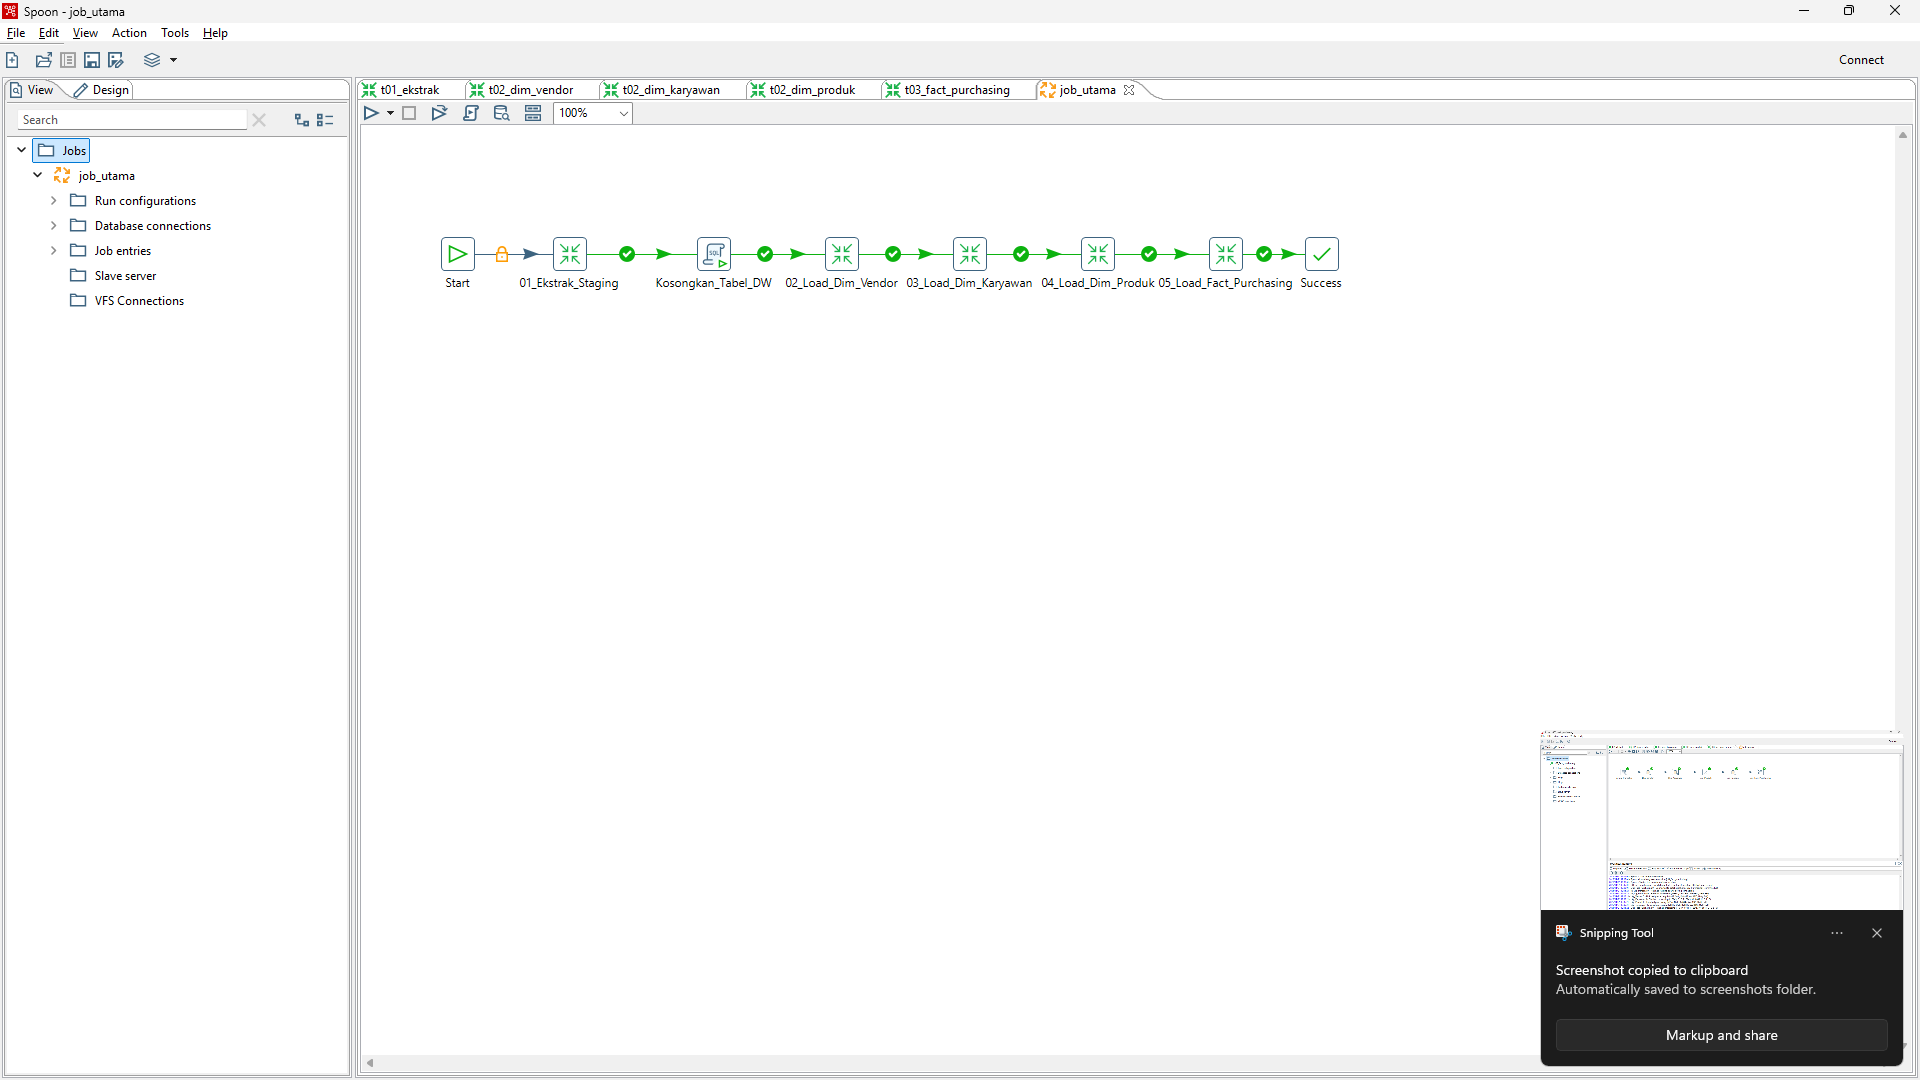 Spoon - job_utama
File Edit View Action Tools Help
Connect
View Design
t01_ekstrak t02_dim_vendor t02_dim_karyawan t02_dim_produk t03_fact_purchasing job_utama
Search
100%
Jobs
job_utama
Run configurations
Database connections
Job entries
Slave server
VFS Connections
Start 01_Ekstrak_Staging Kosongkan_Tabel_DW 02_Load_Dim_Vendor 03_Load_Dim_Karyawan 04_Load_Dim_Produk 05_Load_Fact_Purchasing Success
SQL
Snipping Tool
Screenshot copied to clipboard
Automatically saved to screenshots folder.
Markup and share